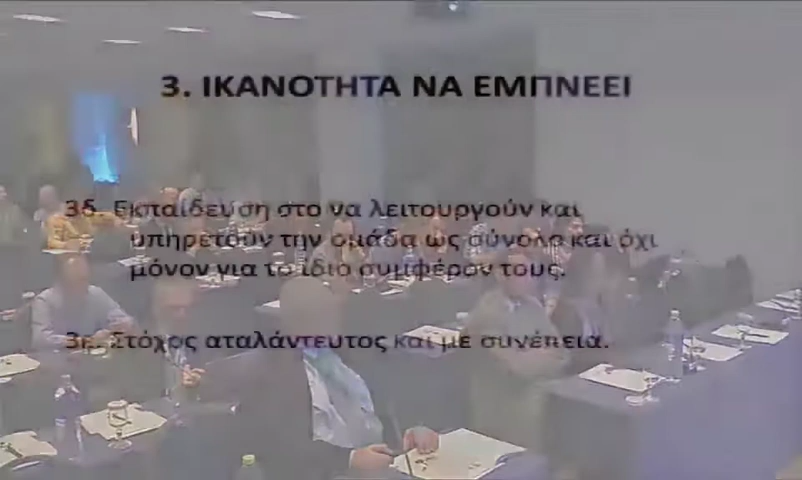 3. ΙΚΑΝΟΤΗΤΑ ΝΑ ΕΜΠΝΕΕΙ
3δ. Εκπαίδευση στο να λειτουργούν και
υπηρετούν την ομάδα ως σύνολο και όχι
μόνον για το ίδιο συμφέρον τους.
3ε. Στόχος αταλάντευτος και με συνέπεια.